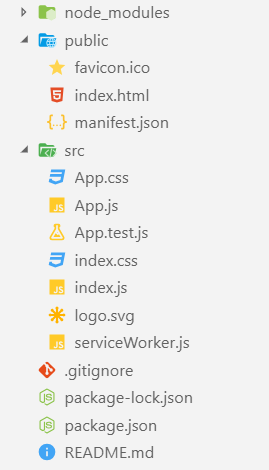 node_modules
public
favicon.ico
index.html
manifest.json
src
App.css
App.js
App.test.js
index.css
index.js
logo.svg
serviceWorker.js
.gitignore
package-lock.json
package.json
README.md